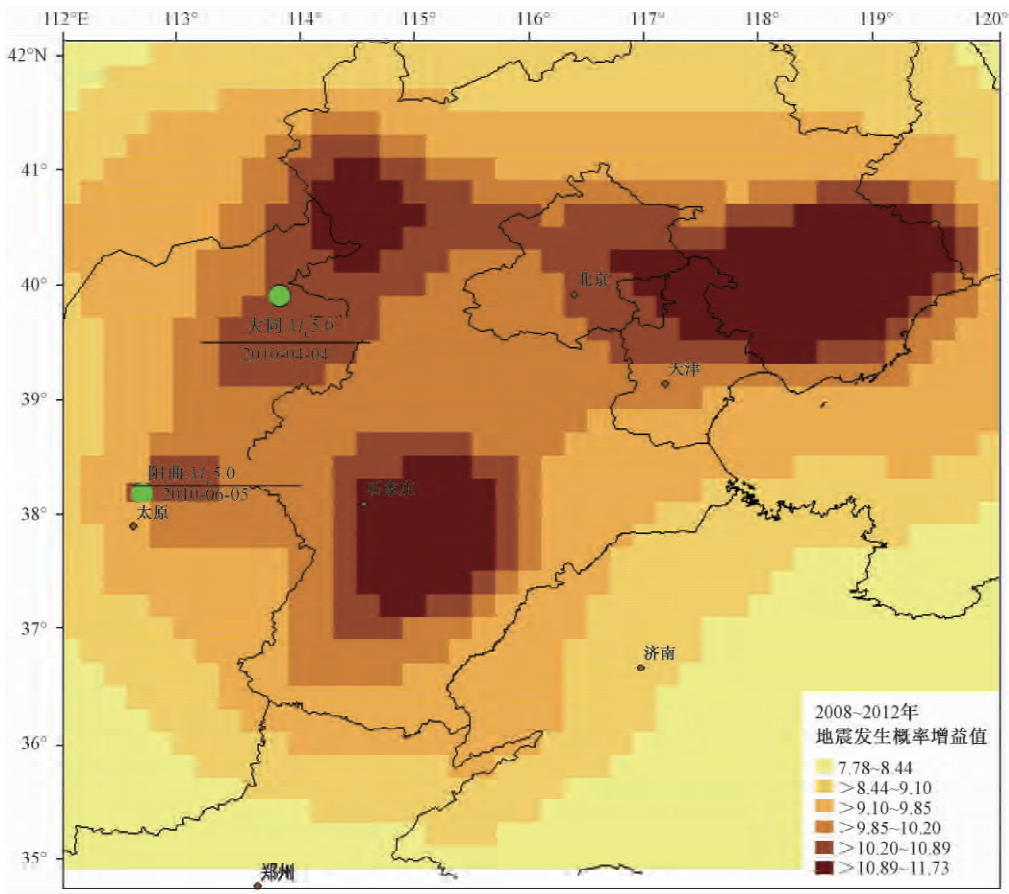 112°E 113° 114° 115° 116° 117° 118° 119° 120°
42°N
41°
40°
39°
38°
37°
36°
35°
北京
大同 M_L 5.0
2010-04-04
天津
阳曲 M_L 5.0
2010-06-05
石家庄
太原
济南
郑州
2008~2012年
地震发生概率增益值
7.78~8.44
>8.44~9.10
>9.10~9.85
>9.85~10.20
>10.20~10.89
>10.89~11.73